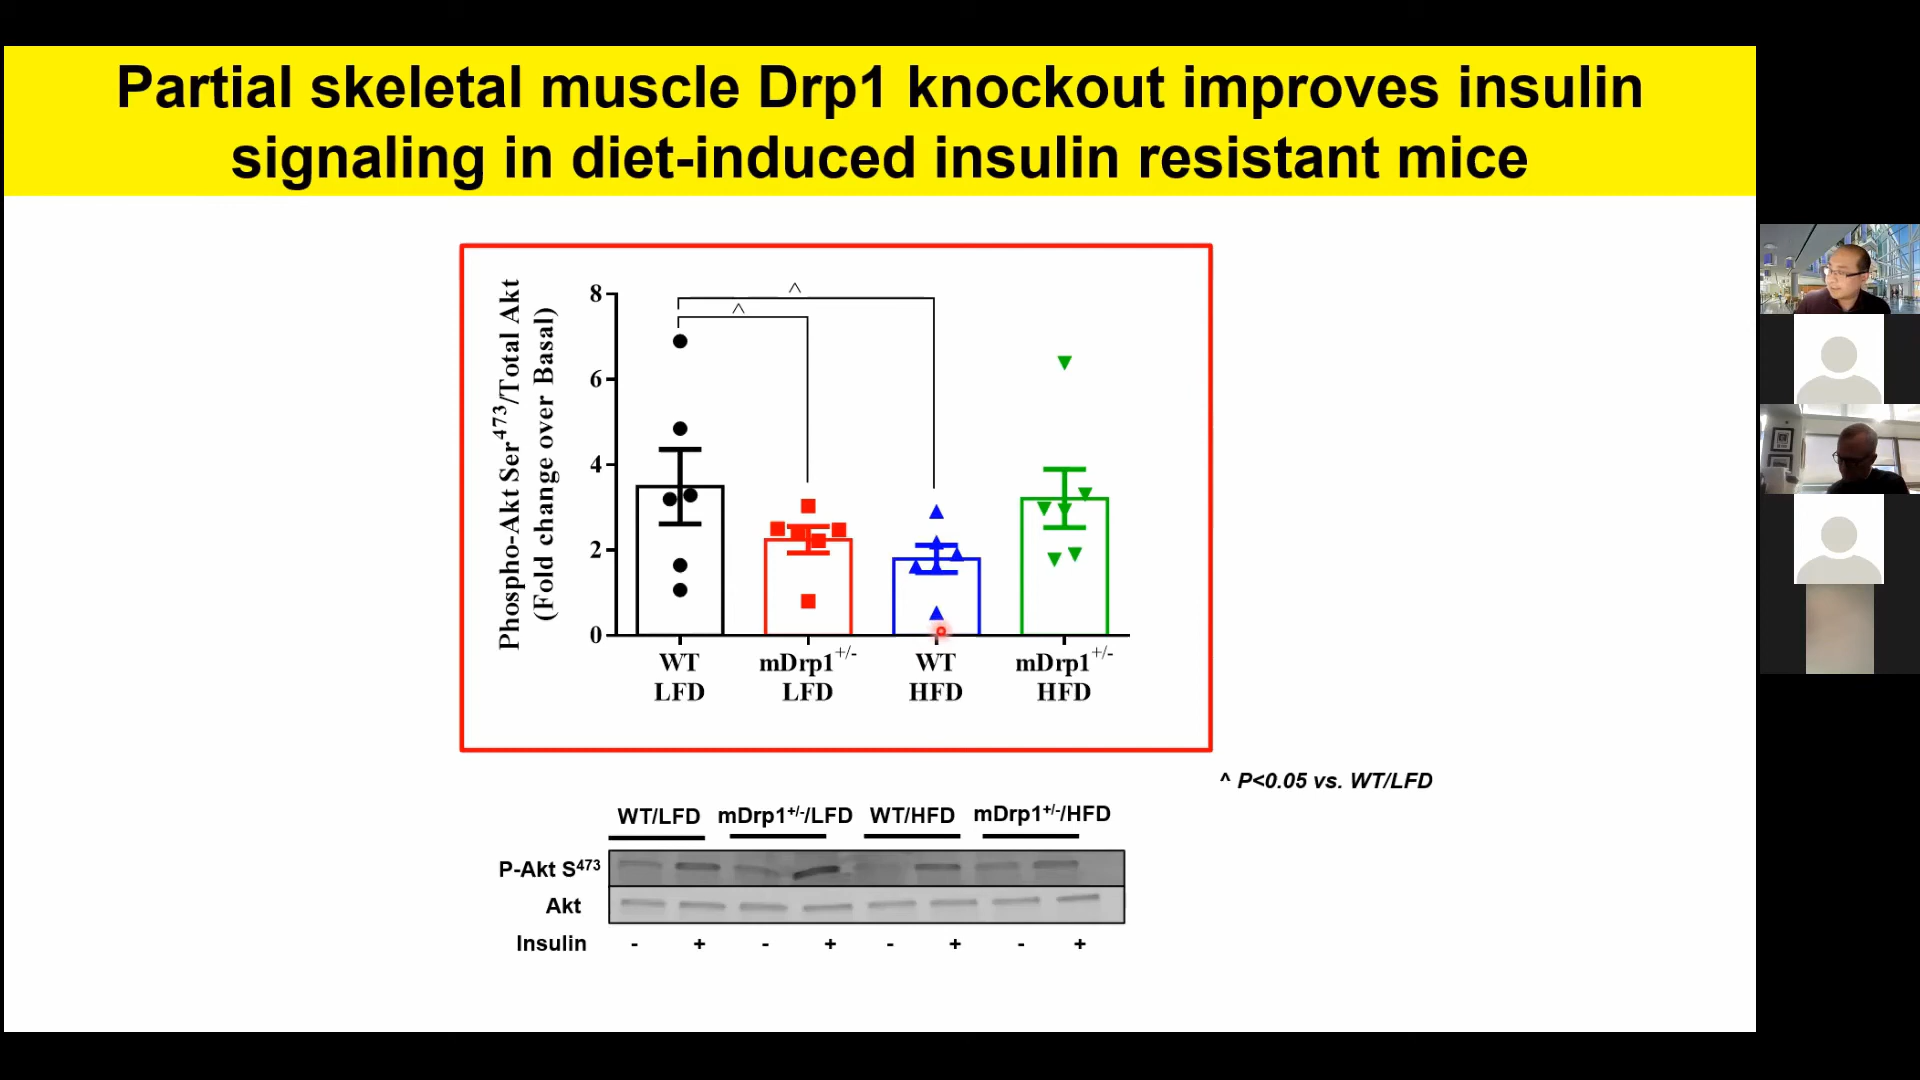 Partial skeletal muscle Drp1 knockout improves insulin
signaling in diet-induced insulin resistant mice
Phospho-Akt Ser473/Total Akt
(Fold change over Basal)
8
6
4
2
0
^
^
WT
LFD
mDrp1+/-
LFD
WT
HFD
mDrp1+/-
HFD
^ P<0.05 vs. WT/LFD
WT/LFD mDrp1+/-/LFD WT/HFD mDrp1+/-/HFD
P-Akt S473
Akt
Insulin - + - + - + - +